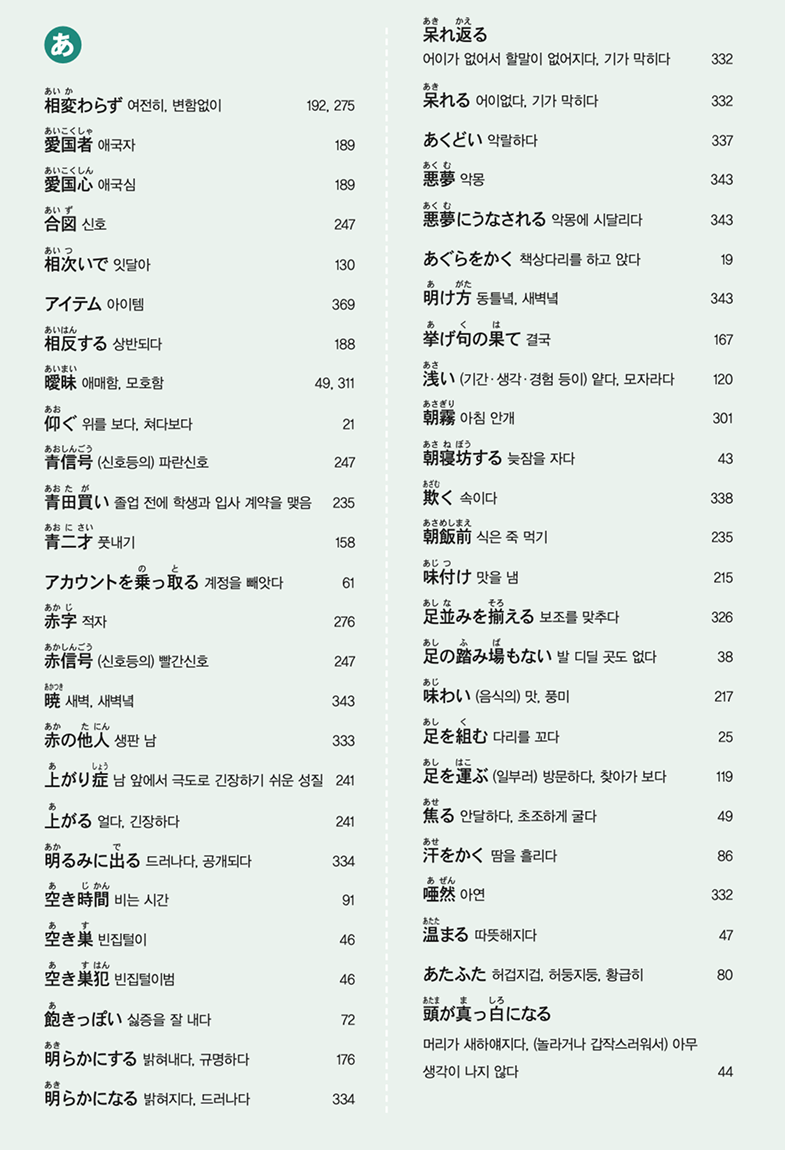 あ
あい か
相変わらず 여전히, 변함없이 192, 275
あいこくしゃ
愛国者 애국자 189
あいこくしん
愛国心 애국심 189
あい ず
合図 신호 247
あい つ
相次いで 잇달아 130
アイテム 아이템 369
あいはん
相反する 상반되다 188
あいまい
曖昧 애매함, 모호함 49, 311
あお
仰ぐ 위를 보다, 쳐다보다 21
あおしんごう
青信号 (신호등의) 파란신호 247
あお た が
青田買い 졸업 전에 학생과 입사 계약을 맺음 235
あお に さい
青二才 풋내기 158
の と
アカウントを乗っ取る 계정을 빼앗다 61
あか じ
赤字 적자 276
あかしんごう
赤信号 (신호등의) 빨간신호 247
あかつき
暁 새벽, 새벽녘 343
あか た にん
赤の他人 생판 남 333
あ しょう
上がり症 남 앞에서 극도로 긴장하기 쉬운 성질 241
あ
上がる 얼다, 긴장하다 241
あか で
明るみに出る 드러나다, 공개되다 334
あ じ かん
空き時間 비는 시간 91
あ す
空き巣 빈집털이 46
あ す はん
空き巣犯 빈집털이범 46
あ
飽きっぽい 싫증을 잘 내다 72
あき
明らかにする 밝혀내다, 규명하다 176
あき
明らかになる 밝혀지다, 드러나다 334
あき かえ
呆れ返る
어이가 없어서 할말이 없어지다, 기가 막히다 332
あき
呆れる 어이없다, 기가 막히다 332
あくどい 악랄하다 337
あく む
悪夢 악몽 343
あく む
悪夢にうなされる 악몽에 시달리다 343
あぐらをかく 책상다리를 하고 앉다 19
あ がた
明け方 동틀녘, 새벽녘 343
あ く は
挙げ句の果て 결국 167
あさ
浅い (기간·생각·경험 등이) 얕다, 모자라다 120
あさぎり
朝霧 아침 안개 301
あさ ね ぼう
朝寝坊する 늦잠을 자다 43
あざむ
欺く 속이다 338
あさめしまえ
朝飯前 식은 죽 먹기 235
あじ つ
味付け 맛을 냄 215
あし な そろ
足並みを揃える 보조를 맞추다 326
あし ふ ば
足の踏み場もない 발 디딜 곳도 없다 38
あじ
味わい (음식의) 맛, 풍미 217
あし く
足を組む 다리를 꼬다 25
あし はこ
足を運ぶ (일부러) 방문하다, 찾아가 보다 119
あせ
焦る 안달하다, 초조하게 굴다 49
あせ
汗をかく 땀을 흘리다 86
あ ぜん
唖然 아연 332
あたた
温まる 따뜻해지다 47
あたふた 허겁지겁, 허둥지둥, 황급히 80
あたま ま しろ
頭が真っ白になる
머리가 새하얘지다, (놀라거나 갑작스러워서) 아무
생각이 나지 않다 44